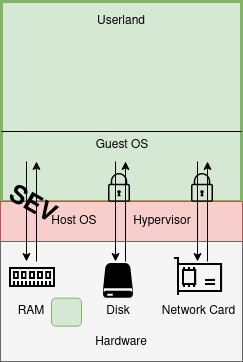 Userland
Guest OS
SEV
Host OS
Hypervisor
RAM
Disk
Network Card
Hardware